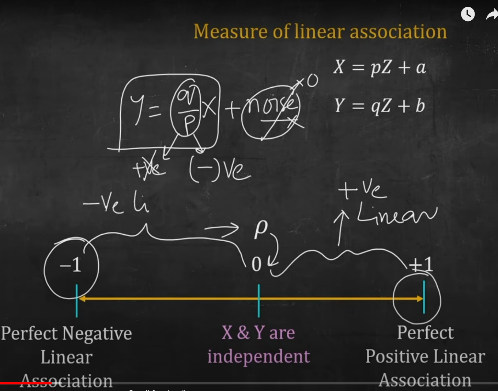 Measure of linear association
X = pZ + a
Y = qZ + b
y = q/p x + noise 0
+ve (-)ve
-ve li
+ve
Linear
ρ
-1 0 +1
Perfect Negative
Linear
Association
X & Y are
independent
Perfect
Positive Linear
Association